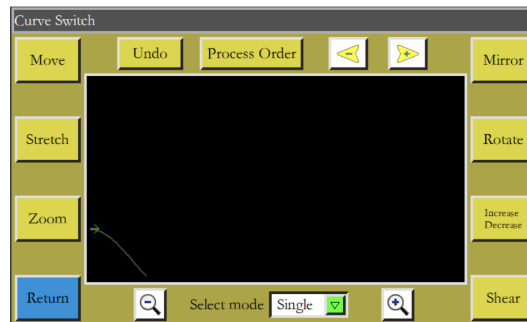 Curve Switch
Move
Undo
Process Order
Mirror
Stretch
Rotate
Zoom
Increase
Decrease
Return
Select mode
Single
Shear